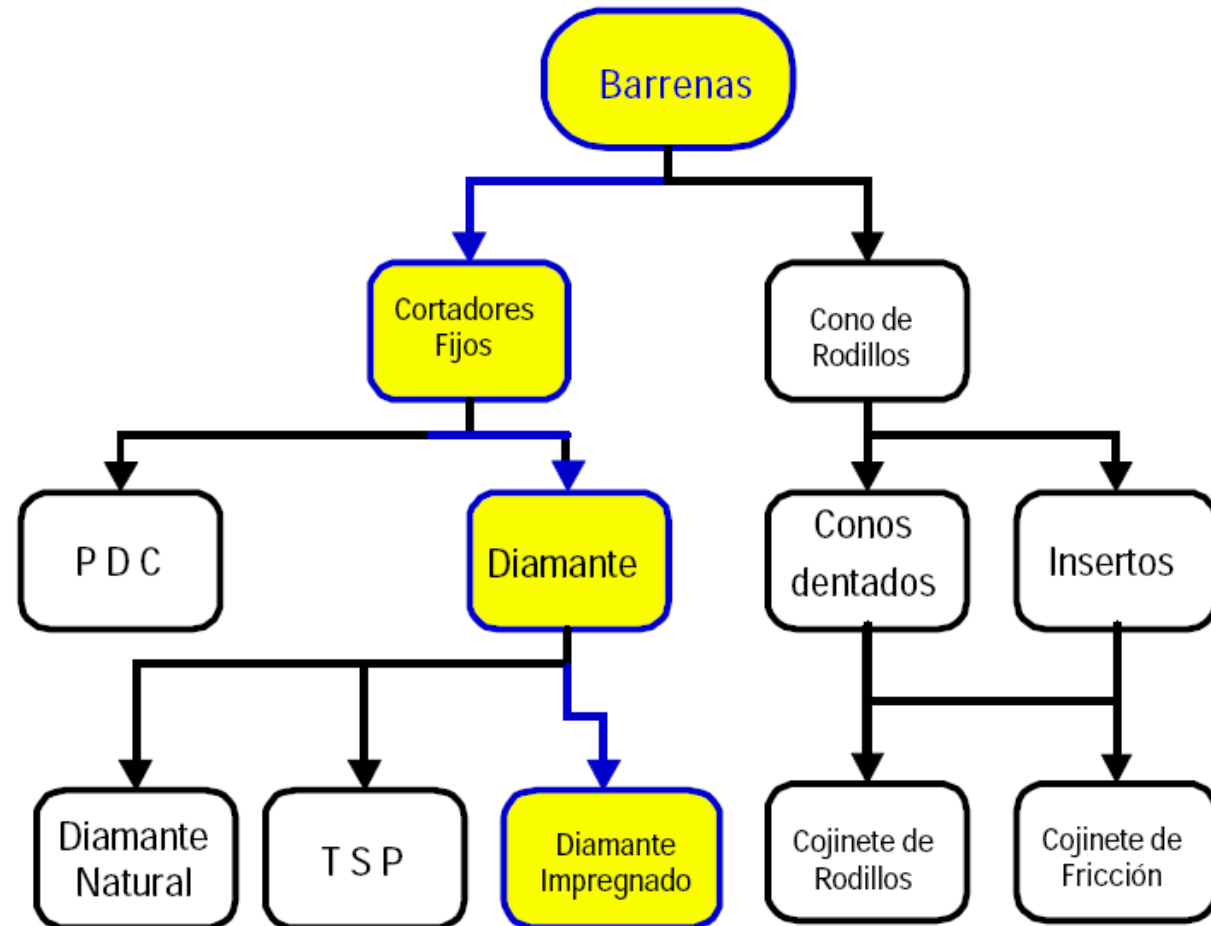 Barrenas
Cortadores
Fijos
Cono de
Rodillos
P D C
Diamante
Conos
dentados
Insertos
Diamante
Natural
T S P
Diamante
Impregnado
Cojinete de
Rodillos
Cojinete de
Fricción